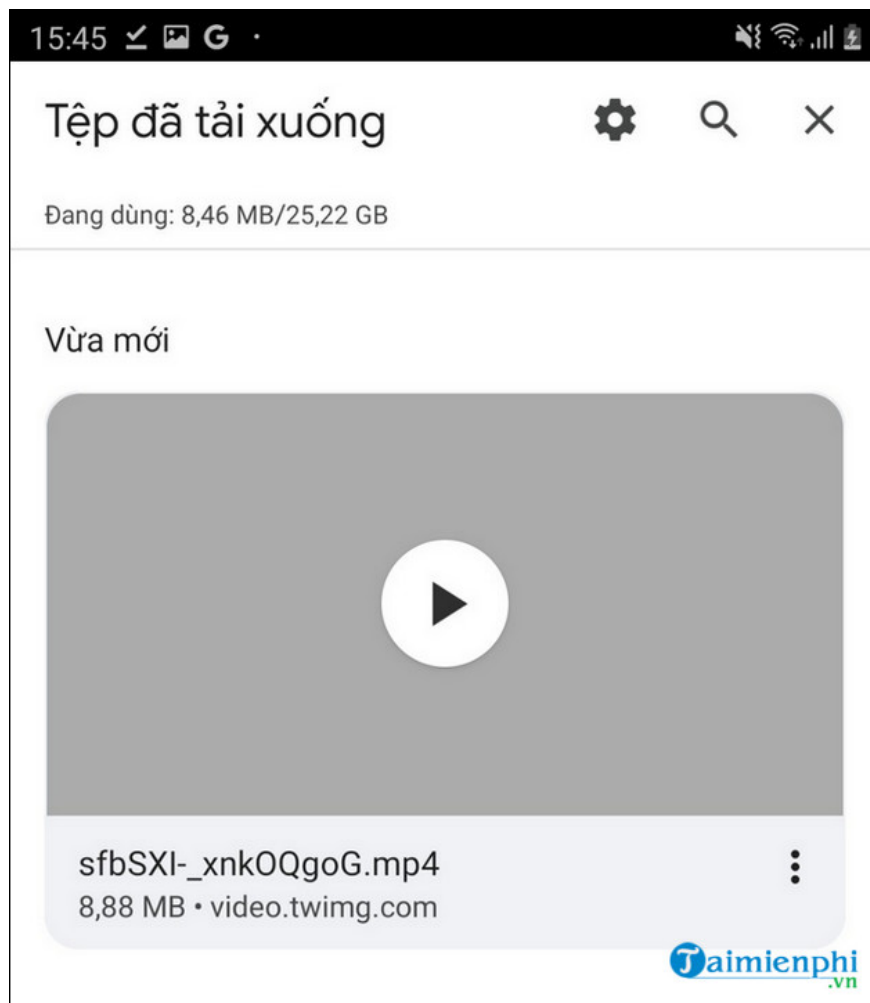 15:45 G
Tệp đã tải xuống
Đang dùng: 8,46 MB/25,22 GB
Vừa mới
sfbSXI-_xnkOQgoG.mp4
8,88 MB • video.twimg.com
Taimienphi
.vn